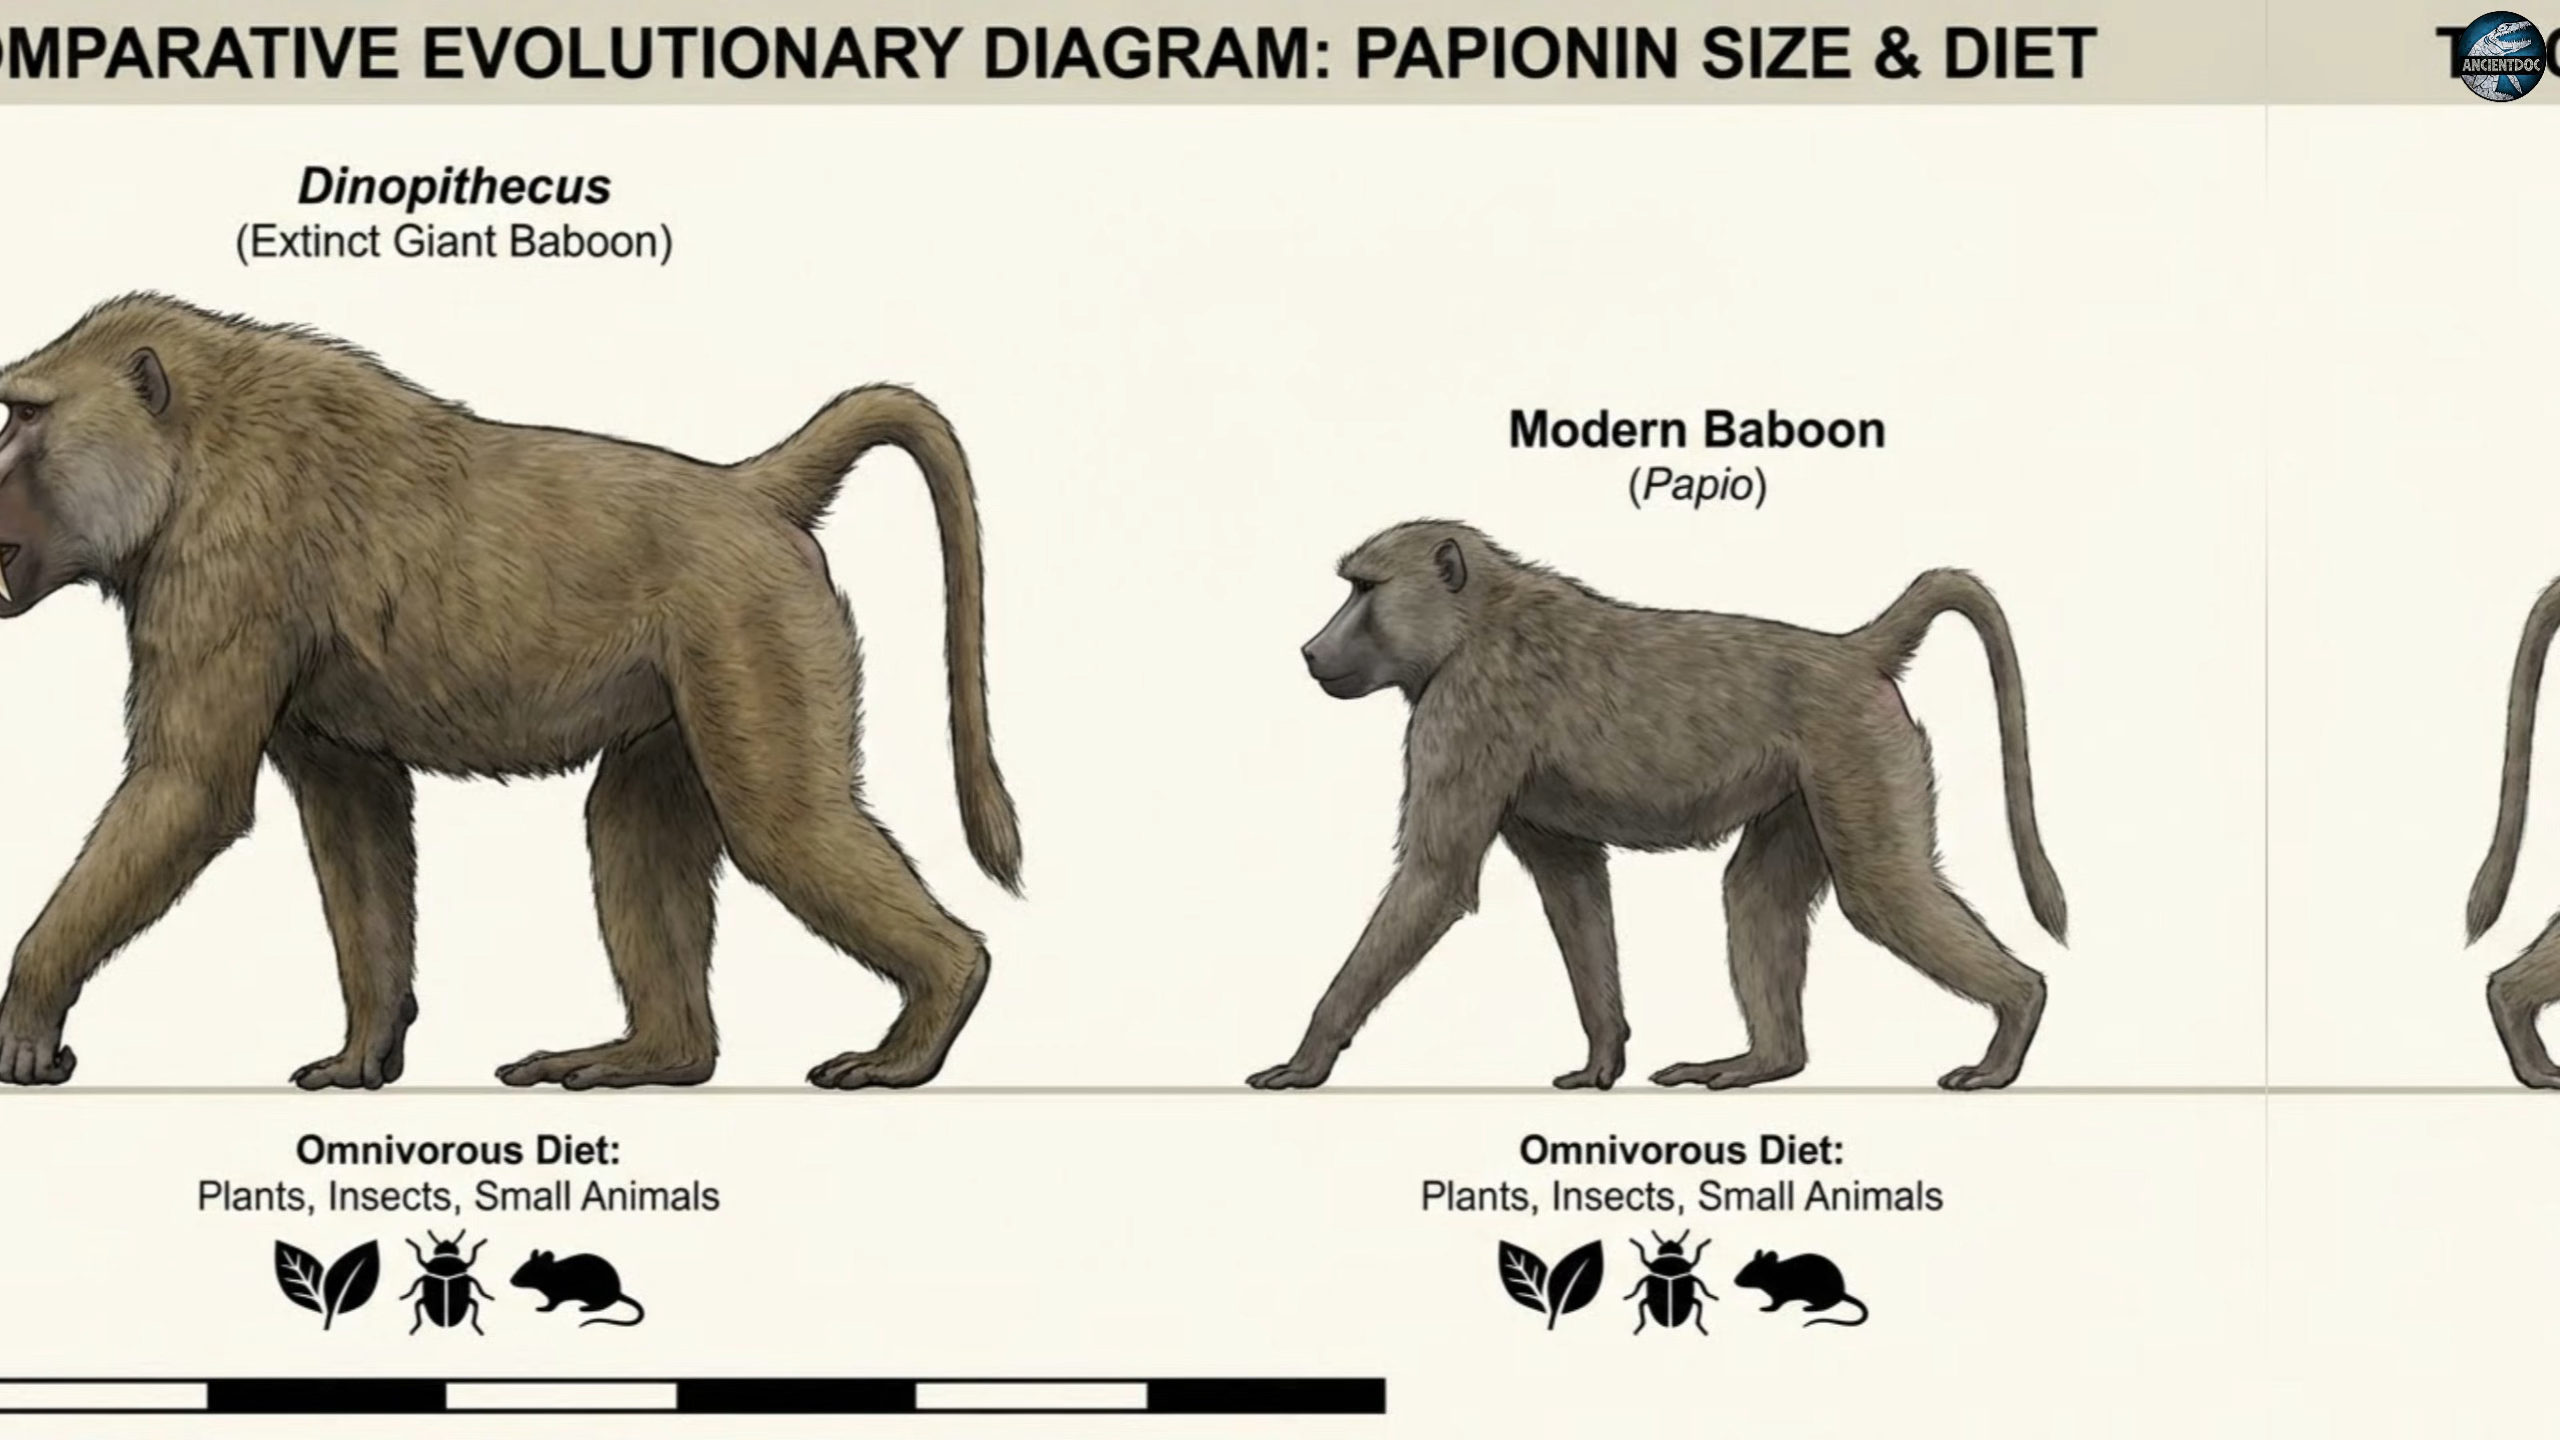 OMPARATIVE EVOLUTIONARY DIAGRAM: PAPIONIN SIZE & DIET
ANCIENTDOC
Dinopithecus
(Extinct Giant Baboon)
Modern Baboon
(Papio)
Omnivorous Diet:
Plants, Insects, Small Animals
Omnivorous Diet:
Plants, Insects, Small Animals